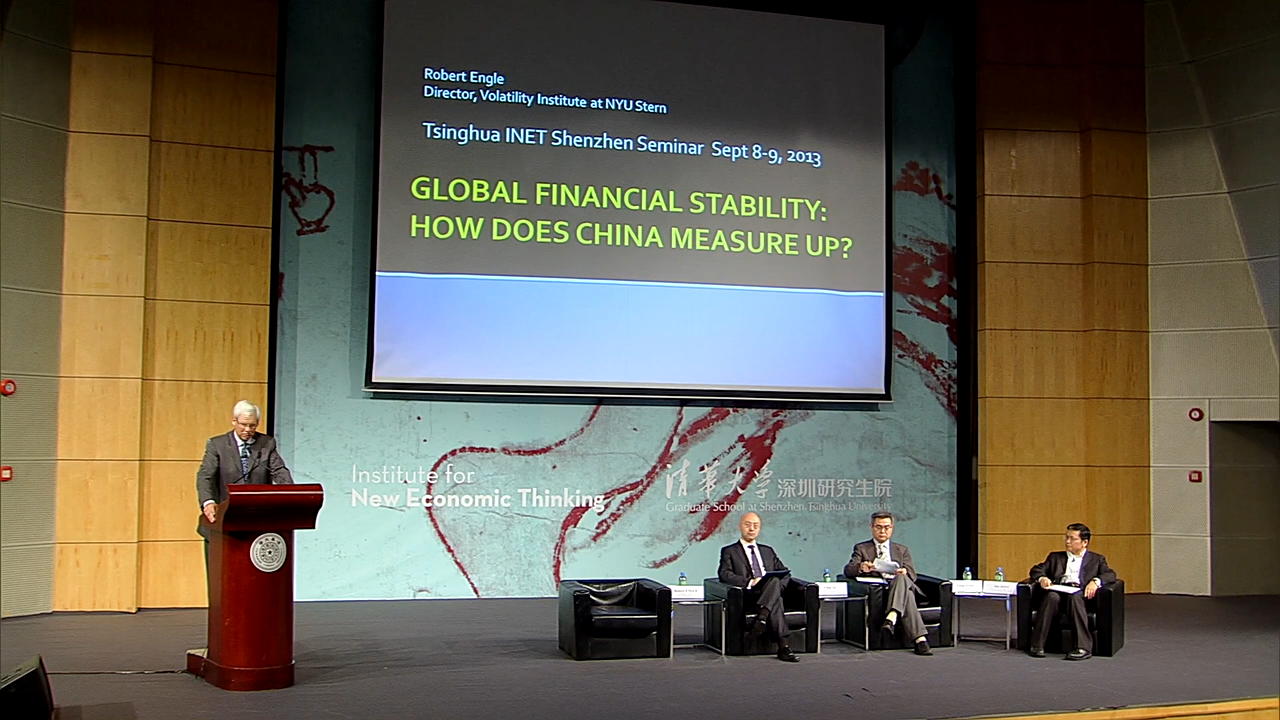 Robert Engle
Director, Volatility Institute at NYU Stern
Tsinghua INET Shenzhen Seminar Sept 8-9, 2013
GLOBAL FINANCIAL STABILITY:
HOW DOES CHINA MEASURE UP?
Institute for
New Economic Thinking
清华大学深圳研究生院
Graduate School at Shenzhen Tsinghua University